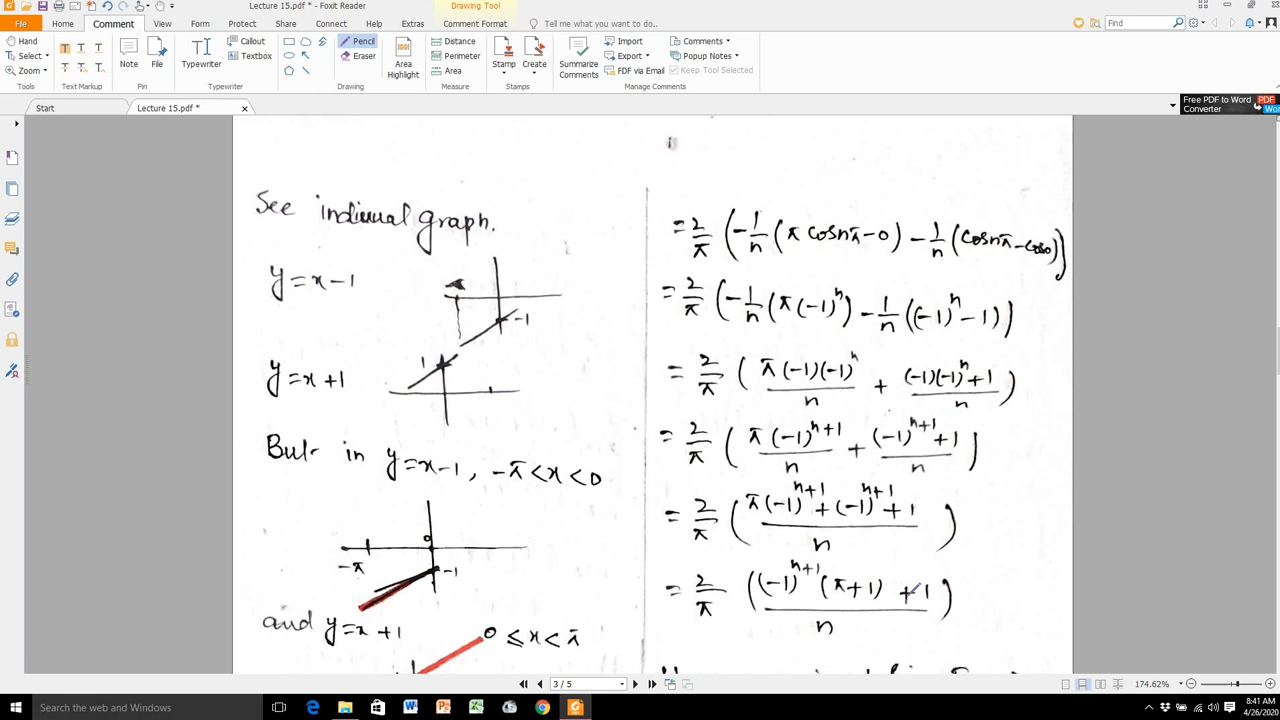 Lecture 15.pdf * - Foxit Reader
Drawing Tool
File Home Comment View Form Protect Share Connect Help Extras Comment Format Tell me what you want to do.. Find
Hand
Select
Zoom
Tools
Text Markup
Note
File
Pin
Typewriter
Callout
Textbox
Typewriter
Pencil
Eraser
Drawing
Area
Highlight
Distance
Perimeter
Area
Measure
Stamp
Create
Stamps
Summarize
Comments
Import
Export
FDF via Email
Comments
Popup Notes
Keep Tool Selected
Manage Comments
Start
Lecture 15.pdf *
Free PDF to Word
Converter
PDF
See graph.
y=x-1
-1
1
y=x+1
But in y=x-1, -π<x<0
0
-π
-1
and y=x+1
0 ≤ x < π
= 2/π (-1/n (π cosnπ-0) - 1/n (cosnπ-cos0))
= 2/π (-1/n (π(-1)^n) - 1/n ((-1)^n -1))
= 2/π (π(-1)(-1)^n/n + (-1)(-1)^n+1/n)
= 2/π (π(-1)^{n+1}/n + (-1)^{n+1}+1/n)
= 2/π (π(-1)^{n+1}+(-1)^{n+1}+1/n)
= 2/π ((-1)^{n+1}(π+1)+1/n)
3 / 5
174.62%
Search the web and Windows
8:41 AM
4/26/2020